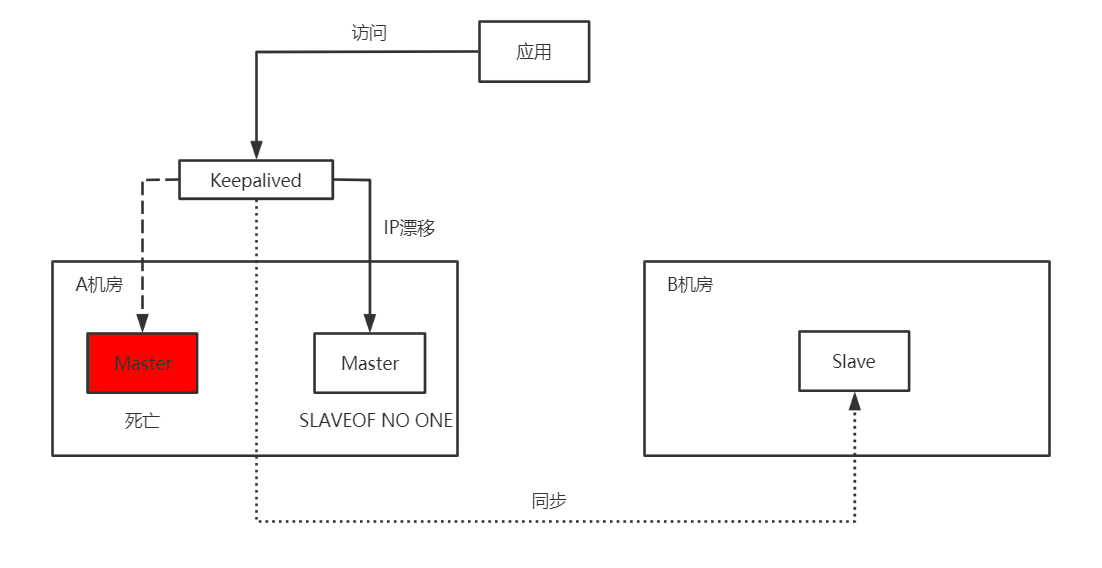 访问
应用
Keepalived
IP漂移
A机房
B机房
Master
Master
Slave
死亡
SLAVEOF NO ONE
同步